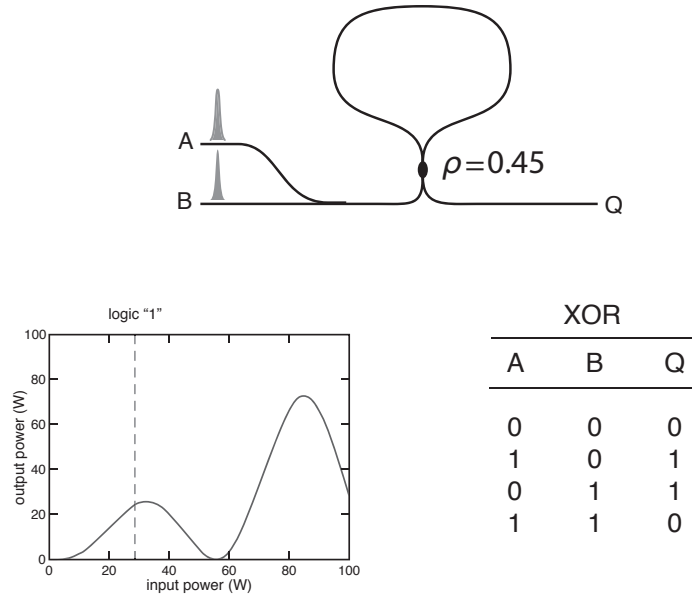 A
B
ρ=0.45
Q
logic “1”
100
80
60
40
20
0
output power (W)
0 20 40 60 80 100
input power (W)
XOR
A B Q
0 0 0
1 0 1
0 1 1
1 1 0